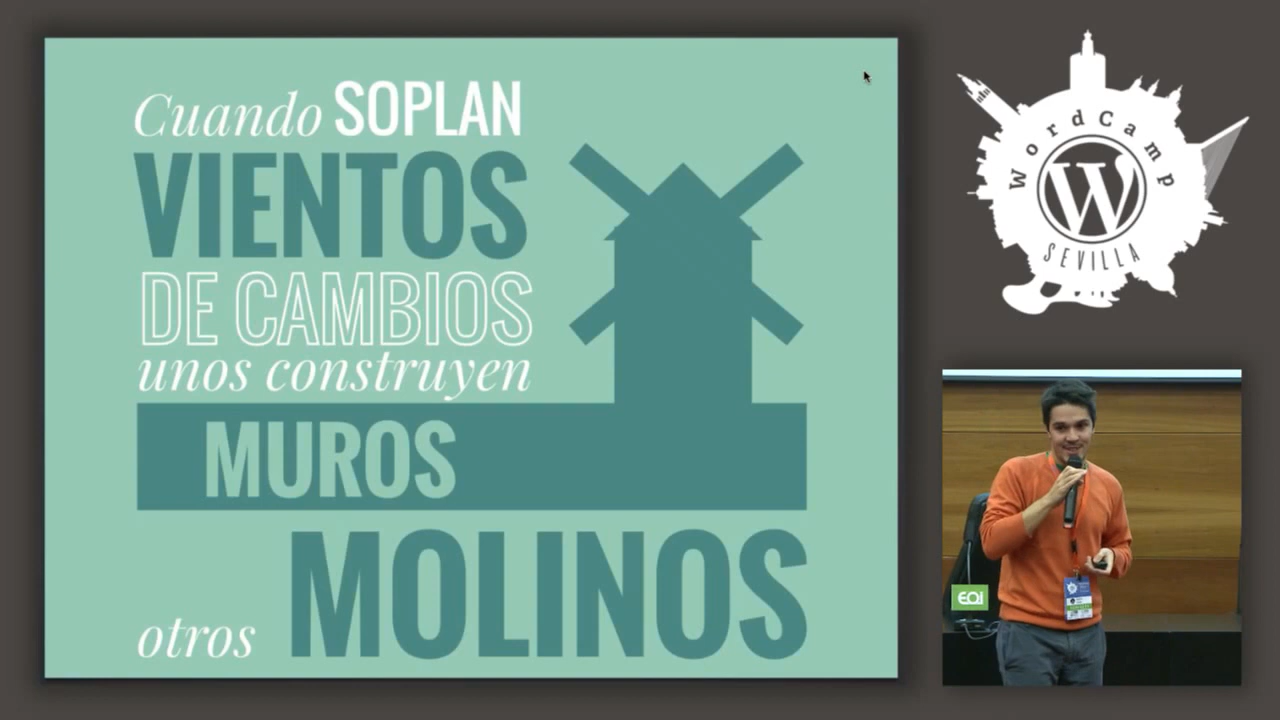 Cuando SOPLAN
VIENTOS
DE CAMBIOS
unos construyen
MUROS
otros MOLINOS
WordCamp
W
SEVILLA
EOI